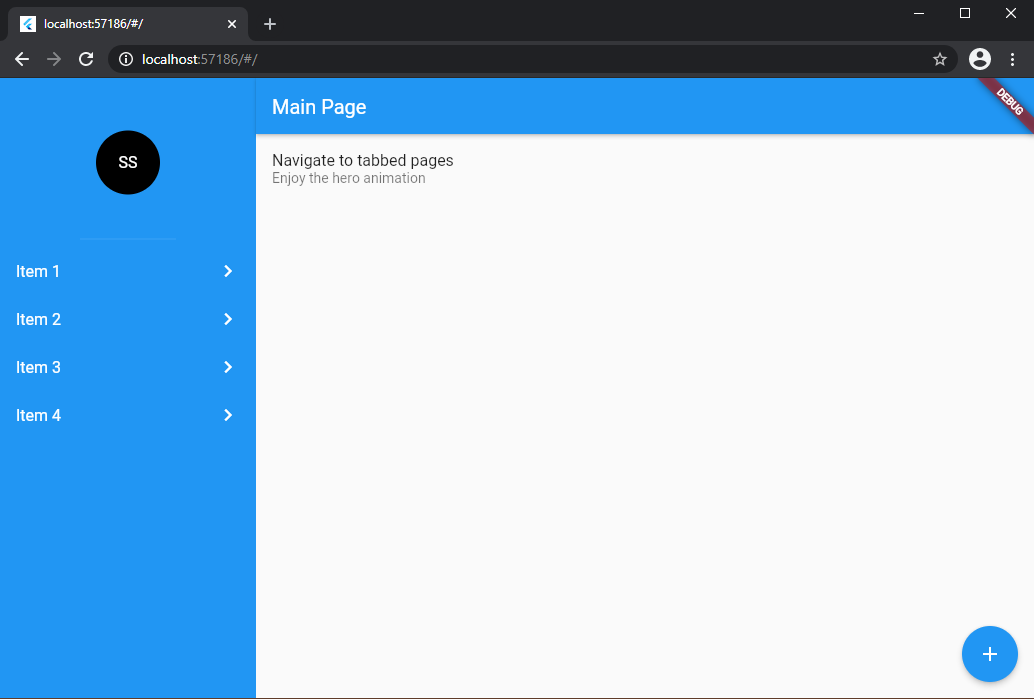 localhost:57186/#/
localhost:57186/#/
SS
Item 1
Item 2
Item 3
Item 4
Main Page
DEBUG
Navigate to tabbed pages
Enjoy the hero animation